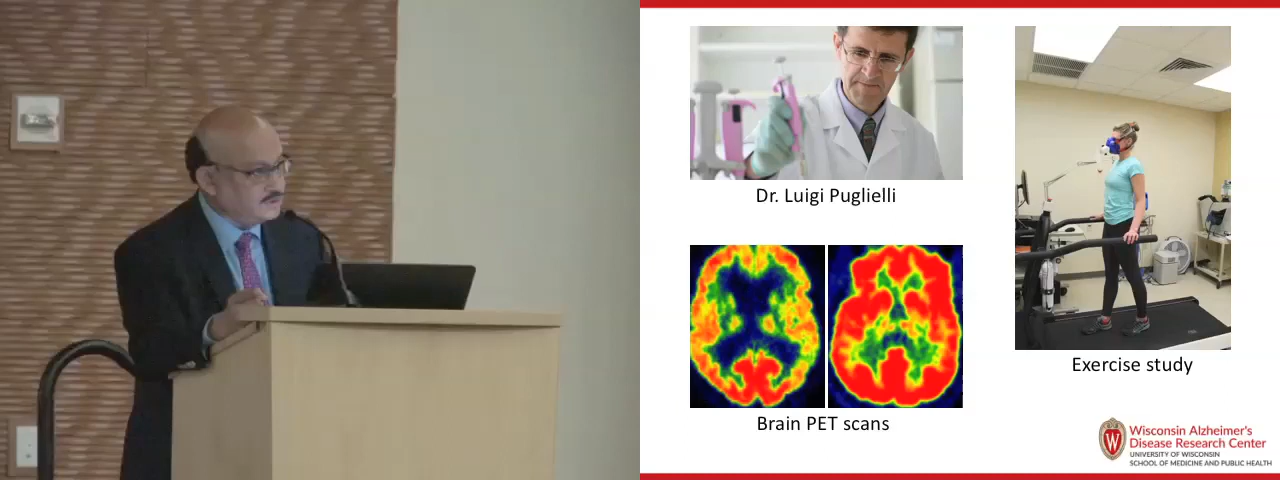 Dr. Luigi Puglielli
Brain PET scans
Exercise study
Wisconsin Alzheimer's
Disease Research Center
UNIVERSITY OF WISCONSIN
SCHOOL OF MEDICINE AND PUBLIC HEALTH